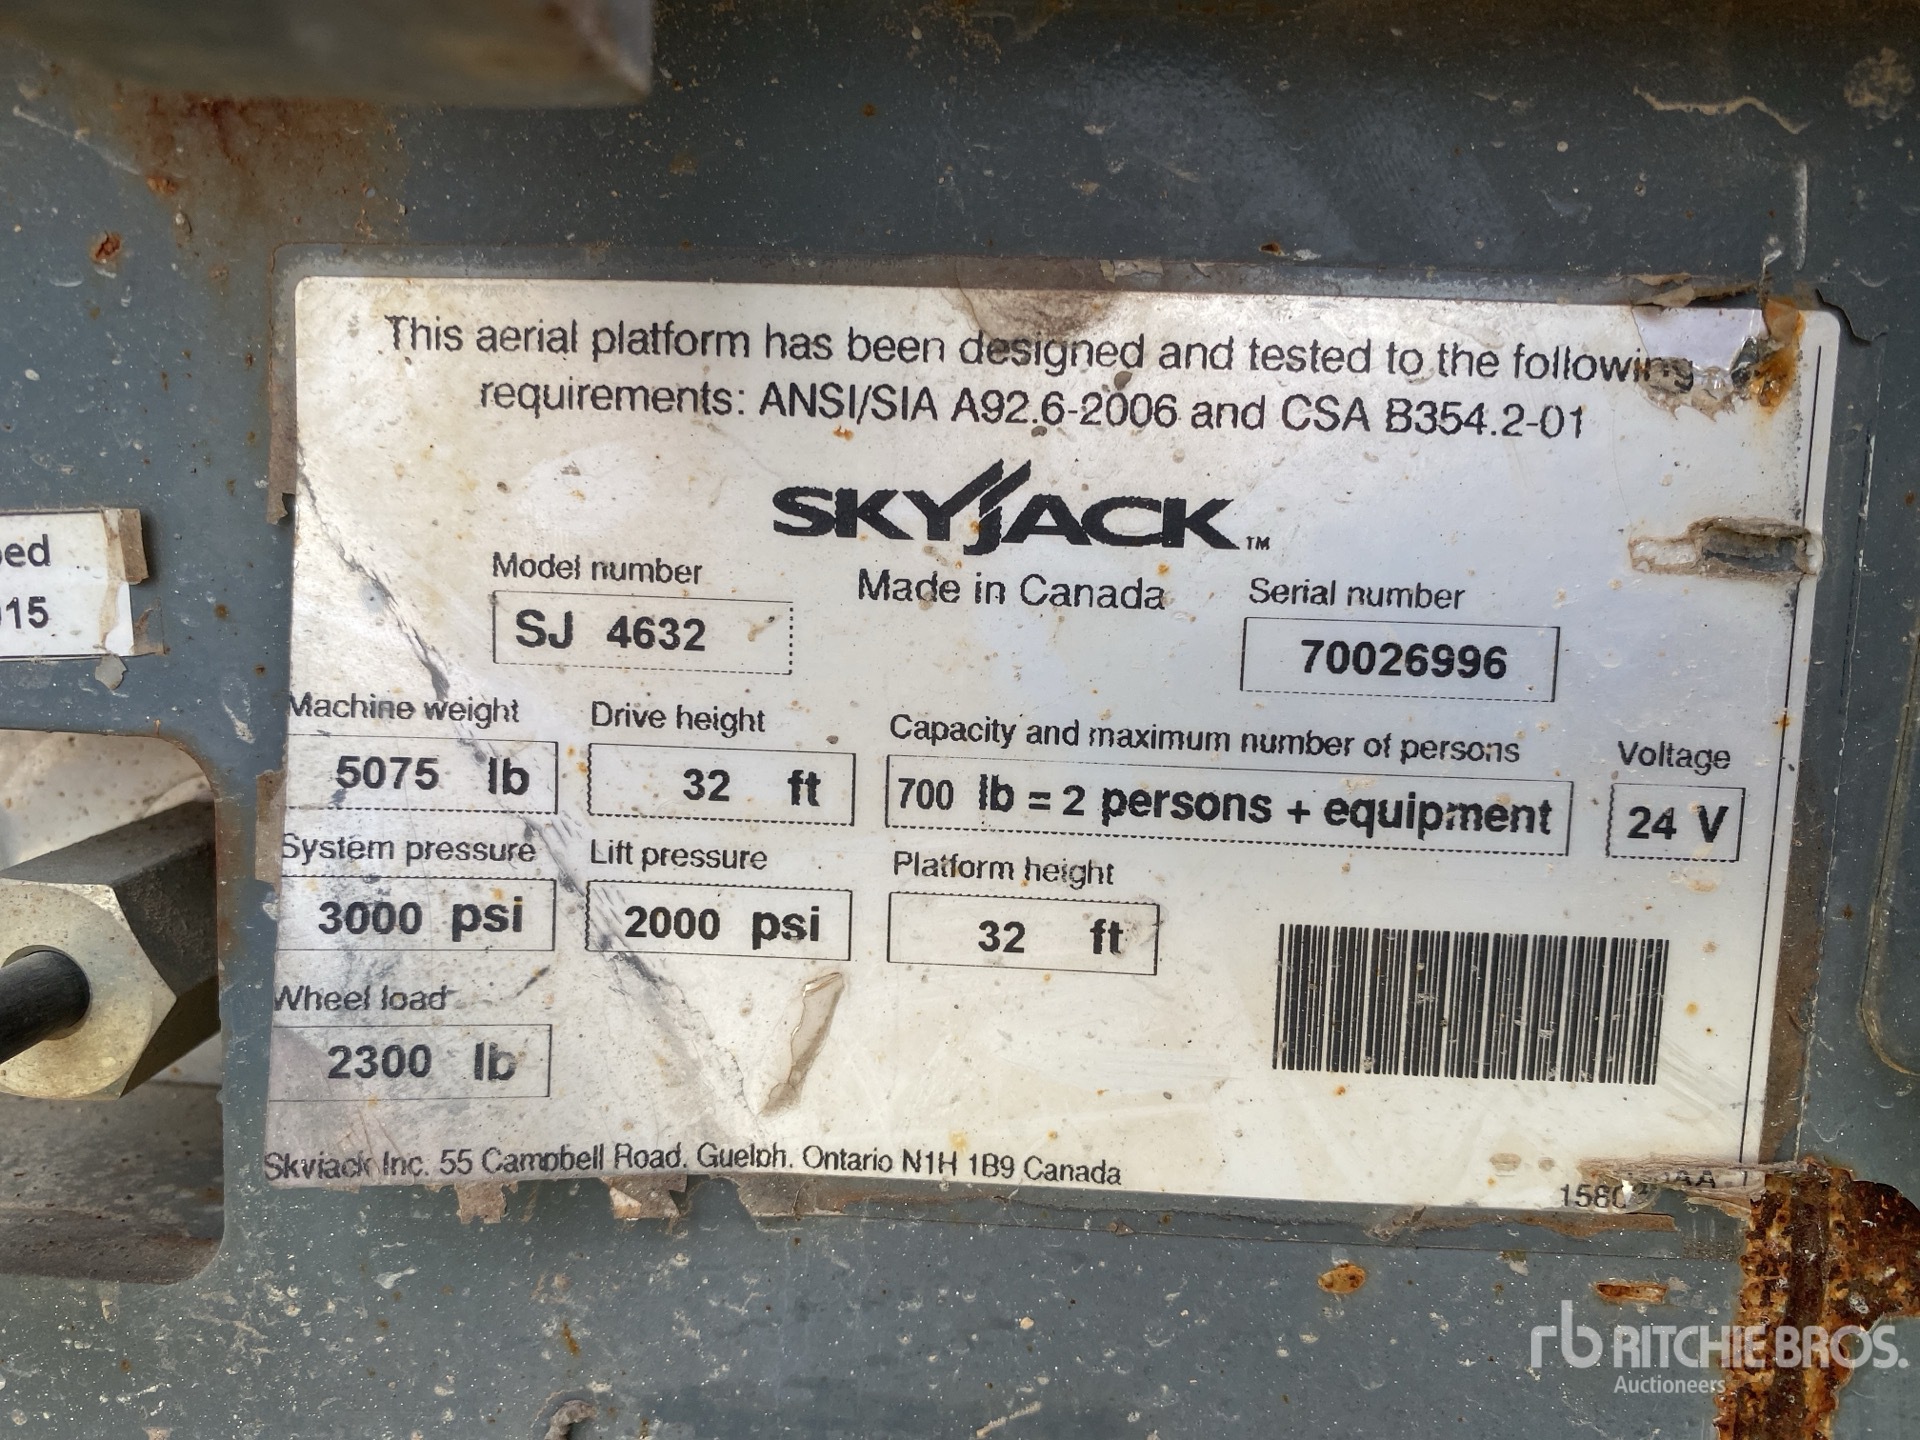 This aerial platform has been designed and tested to the following
requirements: ANSI/SIA A92.6-2006 and CSA B354.2-01
SKYJACK™
Model number
SJ 4632
Made in Canada
Serial number
70026996
Machine weight
5075 lb
Drive height
32 ft
Capacity and maximum number of persons
700 lb = 2 persons + equipment
Voltage
24 V
System pressure
3000 psi
Lift pressure
2000 psi
Platform height
32 ft
Wheel load
2300 lb
Skyjack Inc. 55 Campbell Road, Guelph, Ontario N1H 1B9 Canada
15
rb RITCHIE BROS.
Auctioneers